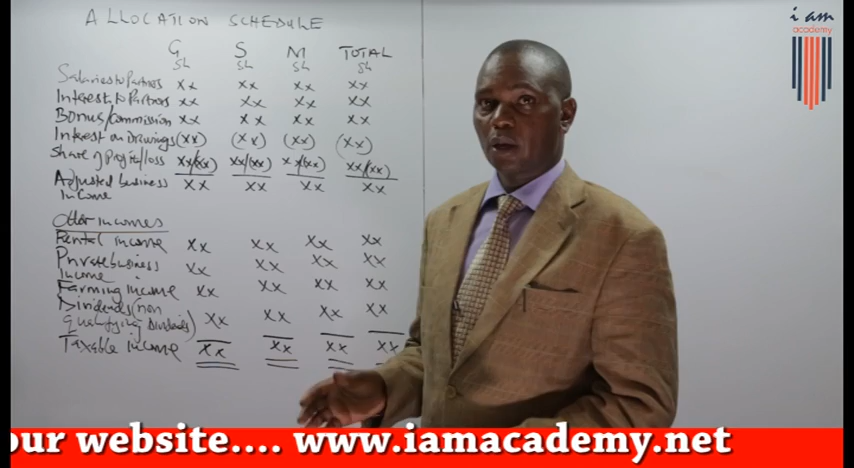 ALLOCATION SCHEDULE
G S M TOTAL
sh sh sh sh
Salaries to Partners xx xx xx xx
Interest to Partners xx xx xx xx
Bonus/Commission xx xx xx xx
Interest on Drawings (xx) (xx) (xx) (xx)
Share of Profit/loss xx/(xx) xx/(xx) xx/(xx) xx/(xx)
Adjusted business xx xx xx xx
Income
Other incomes
Rental income xx xx xx xx
Private business xx xx xx xx
Income
Farming income xx xx xx xx
Dividends (non
Qualifying Dividends) xx xx xx xx
Taxable income xx xx xx xx
i am
academy
our website.... www.iamacademy.net